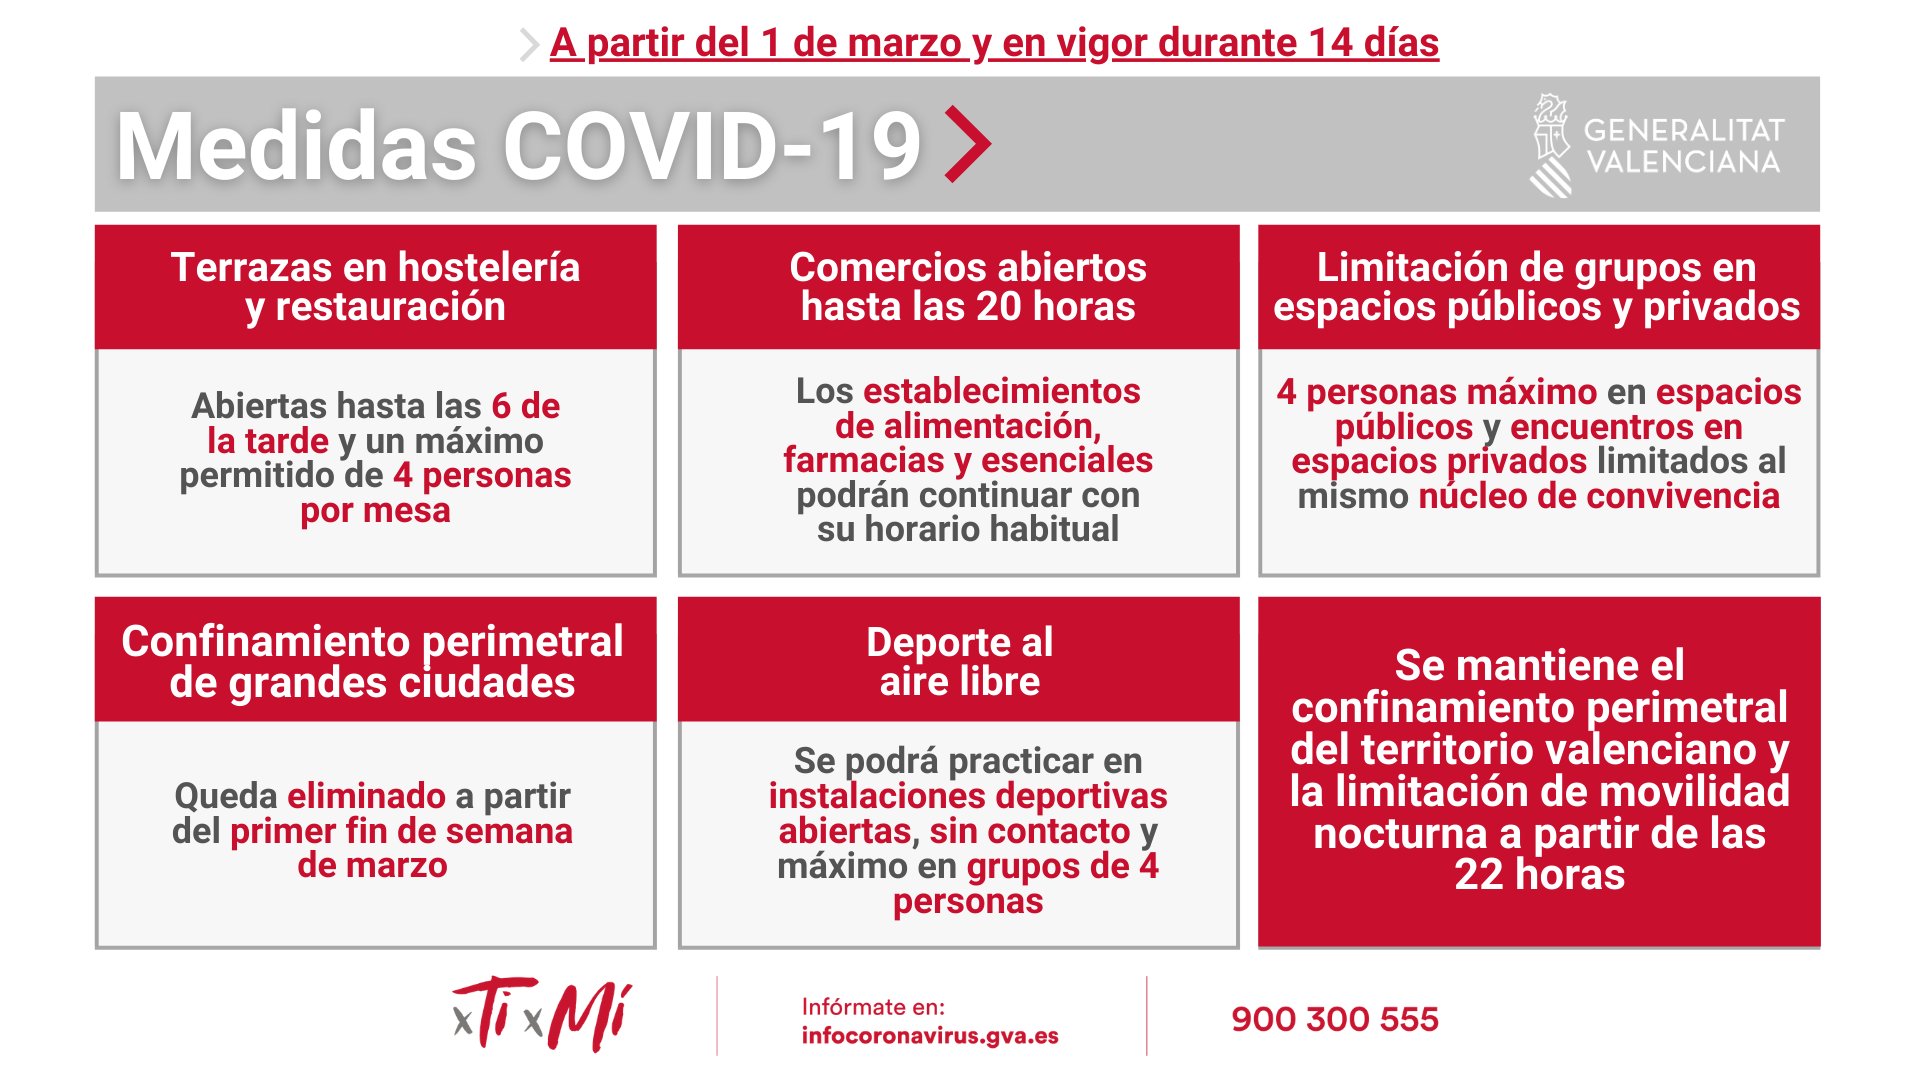 A partir del 1 de marzo y en vigor durante 14 días
Medidas COVID-19
GENERALITAT
VALENCIANA
Terrazas en hostelería
y restauración
Abiertas hasta las 6 de
la tarde y un máximo
permitido de 4 personas
por mesa
Comercios abiertos
hasta las 20 horas
Los establecimientos
de alimentación,
farmacias y esenciales
podrán continuar con
su horario habitual
Limitación de grupos en
espacios públicos y privados
4 personas máximo en espacios
públicos y encuentros en
espacios privados limitados al
mismo núcleo de convivencia
Confinamiento perimetral
de grandes ciudades
Queda eliminado a partir
del primer fin de semana
de marzo
Deporte al
aire libre
Se podrá practicar en
instalaciones deportivas
abiertas, sin contacto y
máximo en grupos de 4
personas
Se mantiene el
confinamiento perimetral
del territorio valenciano y
la limitación de movilidad
nocturna a partir de las
22 horas
xTi xMí
Infórmate en:
infocoronavirus.gva.es
900 300 555